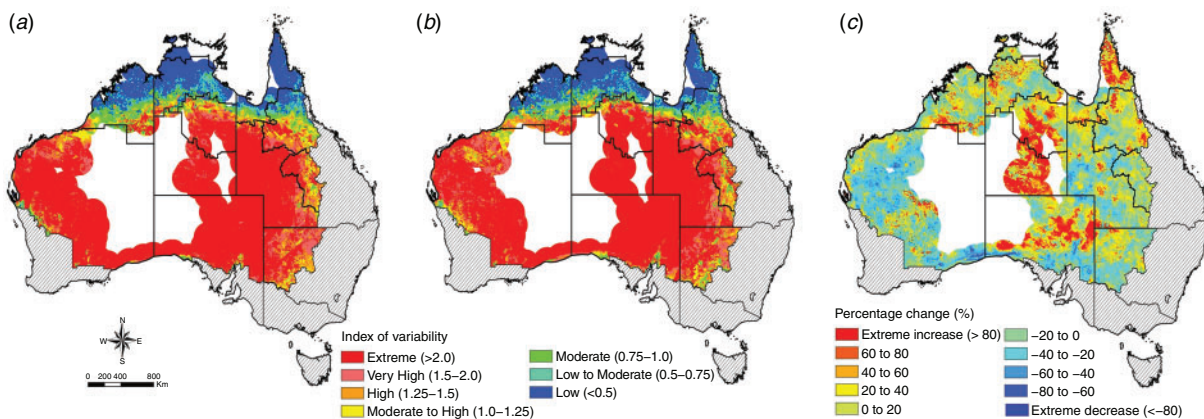 (a)
(b)
(c)
N
W E
S
0 200 400 800
Km
Index of variability
Extreme (>2.0)
Very High (1.5–2.0)
High (1.25–1.5)
Moderate to High (1.0–1.25)
Moderate (0.75–1.0)
Low to Moderate (0.5–0.75)
Low (<0.5)
Percentage change (%)
Extreme increase (> 80)
60 to 80
40 to 60
20 to 40
0 to 20
−20 to 0
−40 to −20
−60 to −40
−80 to −60
Extreme decrease (<−80)